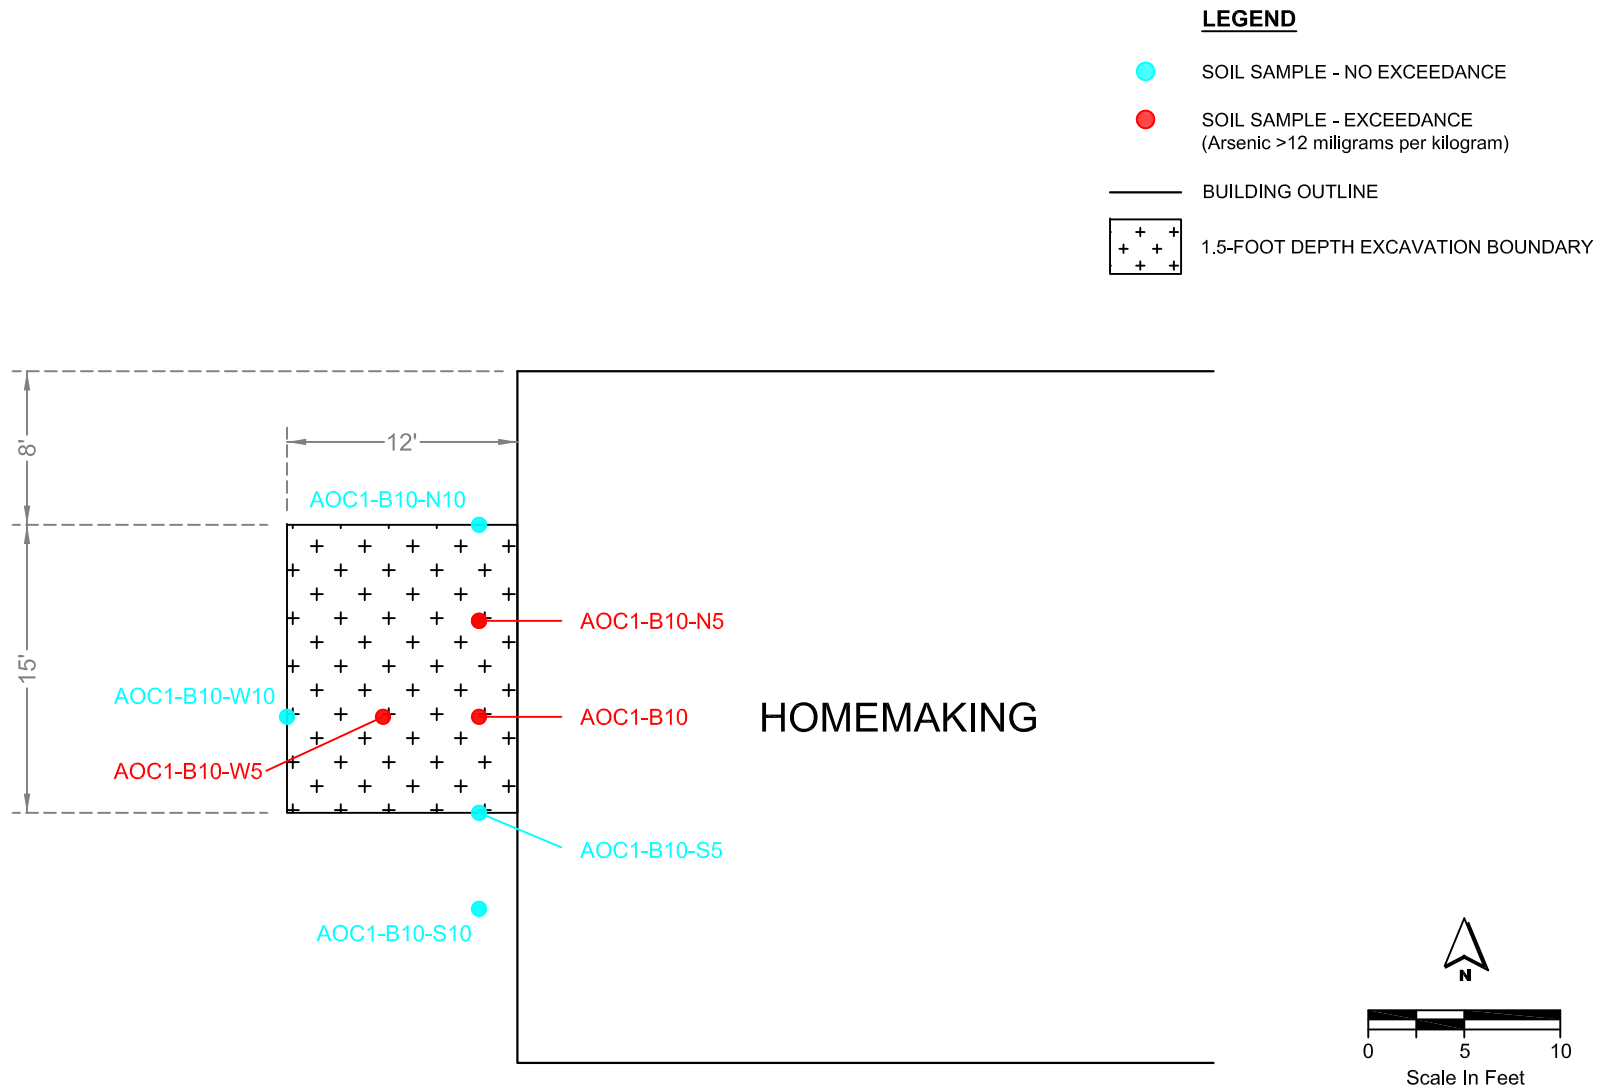 LEGEND
SOIL SAMPLE - NO EXCEEDANCE
SOIL SAMPLE - EXCEEDANCE
(Arsenic >12 miligrams per kilogram)
BUILDING OUTLINE
1.5-FOOT DEPTH EXCAVATION BOUNDARY
8'
12'
AOC1-B10-N10
AOC1-B10-N5
15'
AOC1-B10-W10
AOC1-B10
HOMEMAKING
AOC1-B10-W5
AOC1-B10-S5
AOC1-B10-S10
N
0 5 10
Scale In Feet